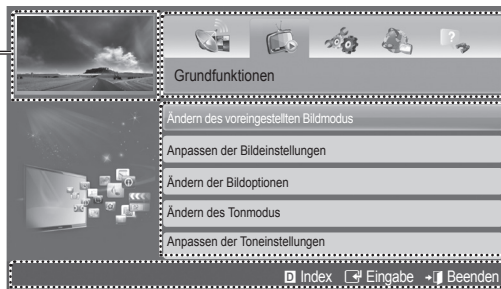 Grundfunktionen
Ändern des voreingestellten Bildmodus
Anpassen der Bildeinstellungen
Ändern der Bildoptionen
Ändern des Tonmodus
Anpassen der Toneinstellungen
D Index Eingabe Beenden